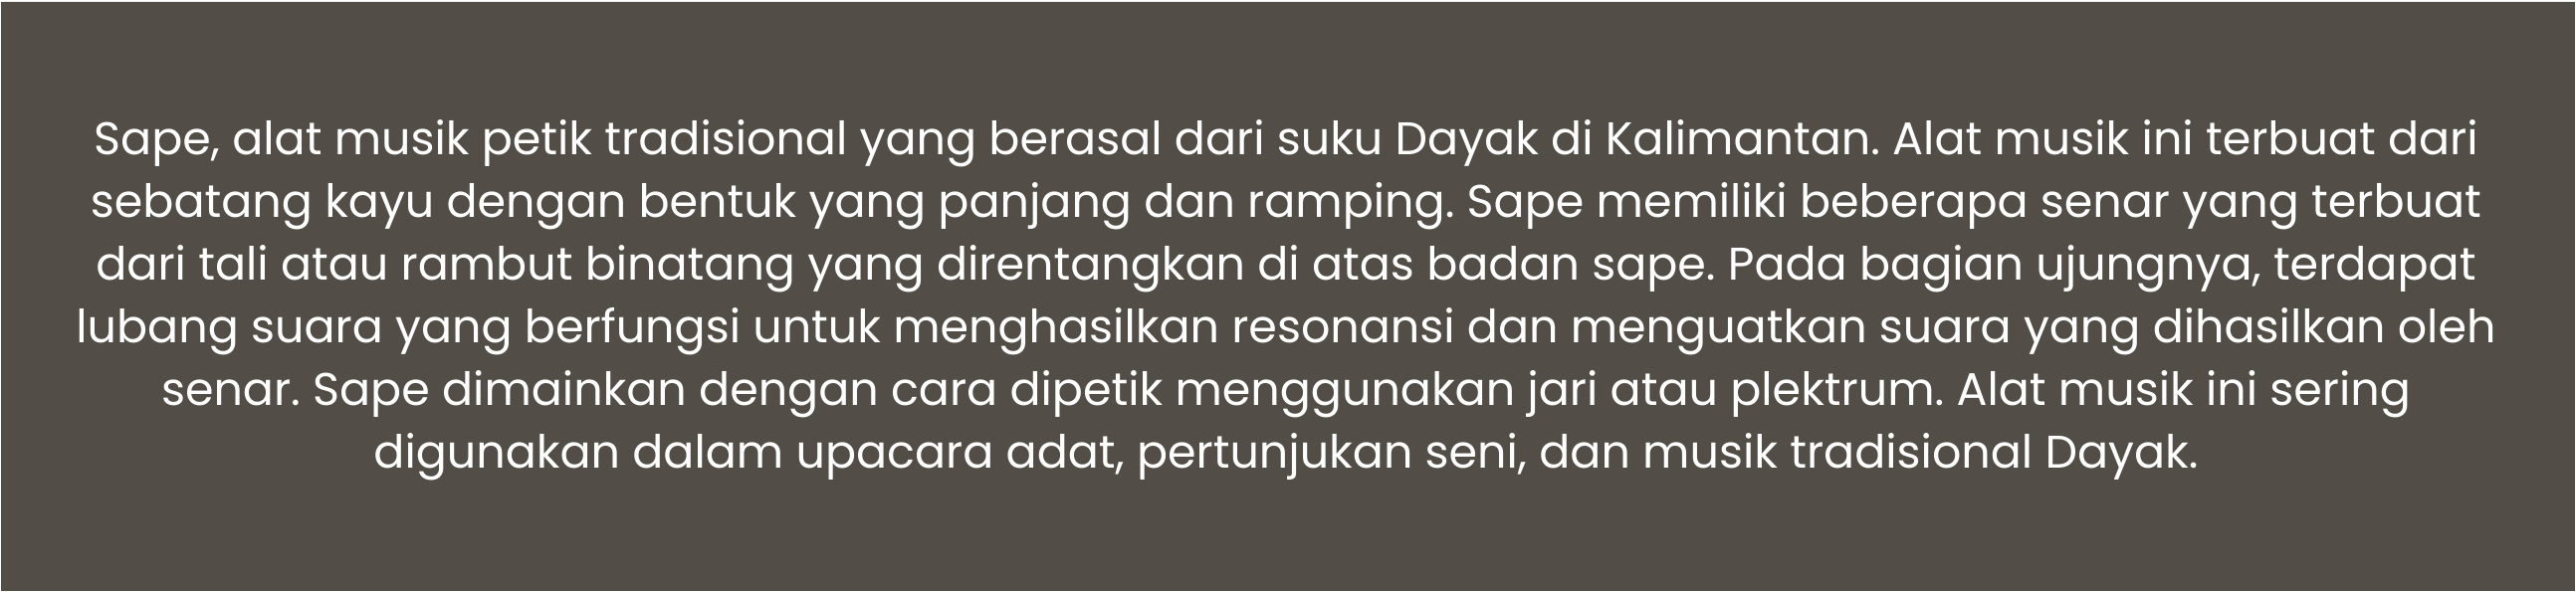 Sape, alat musik petik tradisional yang berasal dari suku Dayak di Kalimantan. Alat musik ini terbuat dari
sebatang kayu dengan bentuk yang panjang dan ramping. Sape memiliki beberapa senar yang terbuat
dari tali atau rambut binatang yang direntangkan di atas badan sape. Pada bagian ujungnya, terdapat
lubang suara yang berfungsi untuk menghasilkan resonansi dan menguatkan suara yang dihasilkan oleh
senar. Sape dimainkan dengan cara dipetik menggunakan jari atau plektrum. Alat musik ini sering
digunakan dalam upacara adat, pertunjukan seni, dan musik tradisional Dayak.